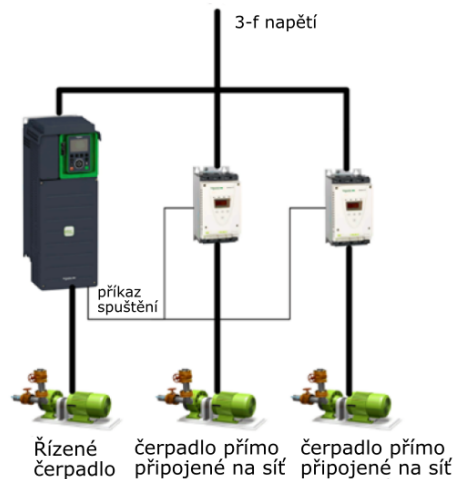 3-f napětí
příkaz
spuštění
Řízené
čerpadlo
čerpadlo přímo
připojené na síť
čerpadlo přímo
připojené na síť